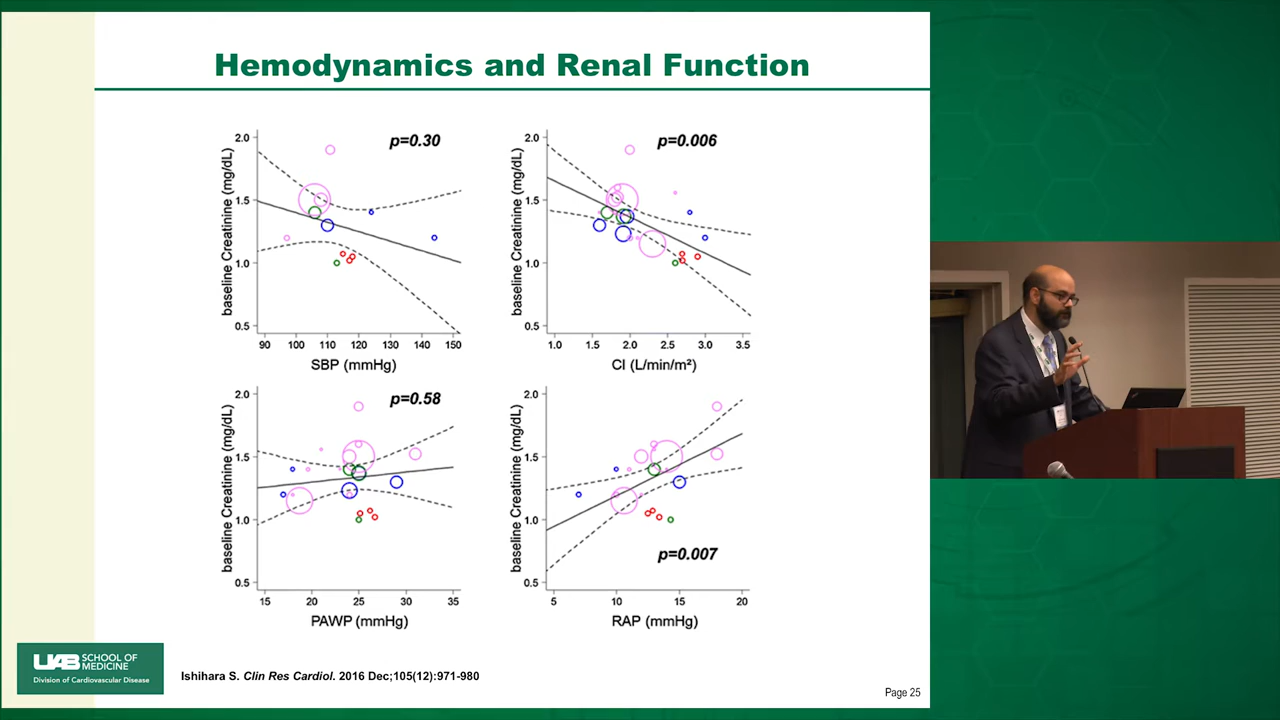 Hemodynamics and Renal Function
baseline Creatinine (mg/dL)
2.0
1.5
1.0
0.5
p=0.30
90 100 110 120 130 140 150
SBP (mmHg)
baseline Creatinine (mg/dL)
2.0
1.5
1.0
0.5
p=0.006
1.0 1.5 2.0 2.5 3.0 3.5
CI (L/min/m²)
baseline Creatinine (mg/dL)
2.0
1.5
1.0
0.5
p=0.58
15 20 25 30 35
PAWP (mmHg)
baseline Creatinine (mg/dL)
2.0
1.5
1.0
0.5
p=0.007
5 10 15 20
RAP (mmHg)
UAB SCHOOL OF
MEDICINE
Division of Cardiovascular Disease
Ishihara S. Clin Res Cardiol. 2016 Dec;105(12):971-980
Page 25